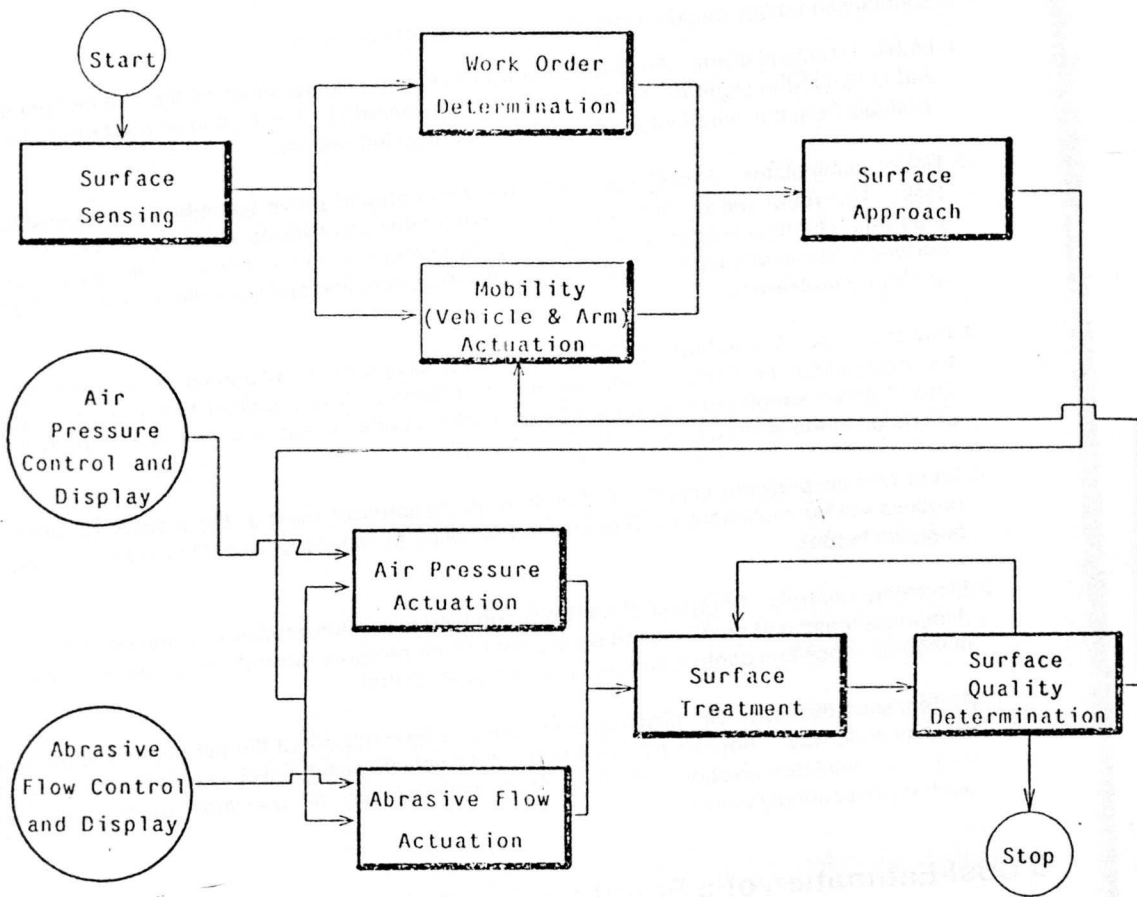 Start
Surface
Sensing
Work Order
Determination
Mobility
(Vehicle & Arm)
Actuation
Surface
Approach
Air
Pressure
Control and
Display
Air Pressure
Actuation
Abrasive
Flow Control
and Display
Abrasive Flow
Actuation
Surface
Treatment
Surface
Quality
Determination
Stop